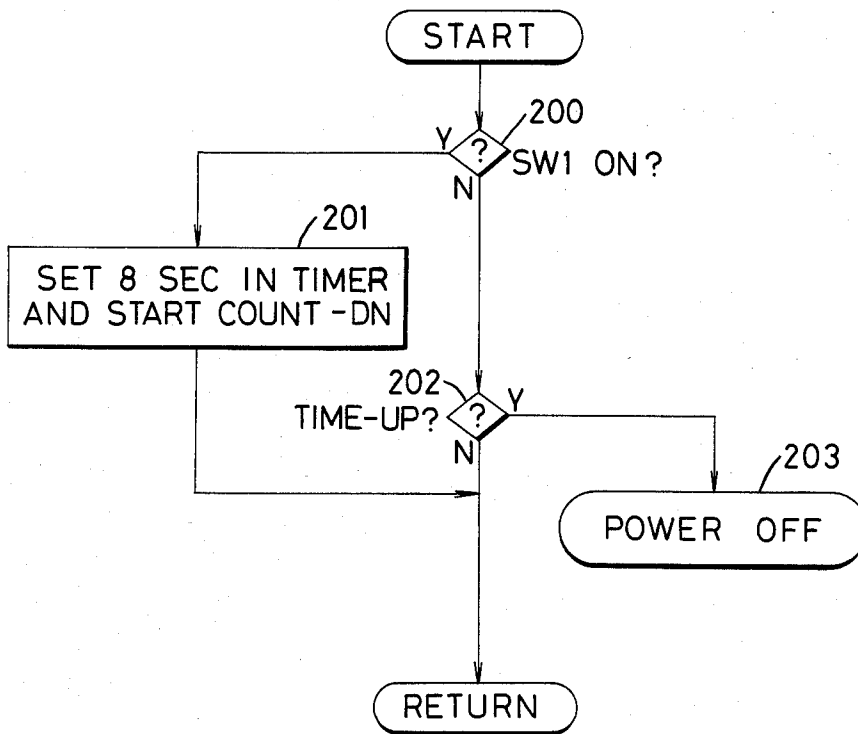 START
200
Y
?
SW1 ON?
N
201
SET 8 SEC IN TIMER
AND START COUNT-DN
202
TIME-UP?
?
Y
N
203
POWER OFF
RETURN